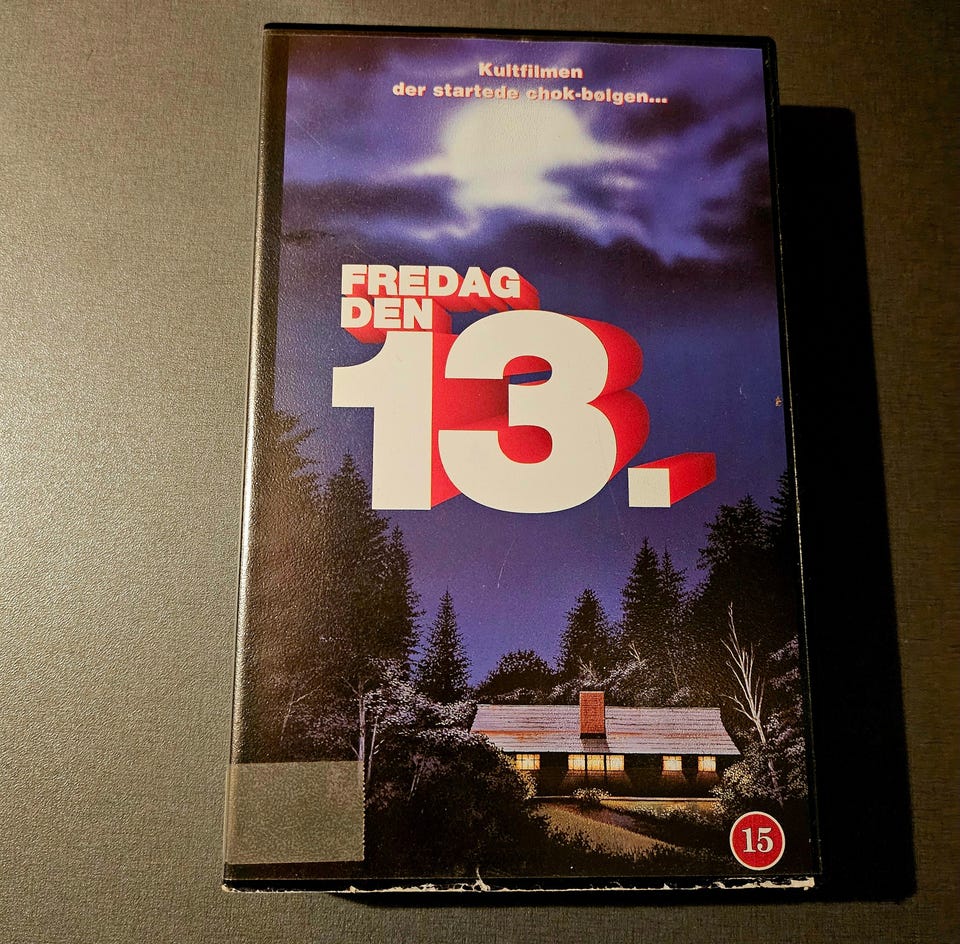 Kultfilmen
der startede chok-bølgen...
FREDAG
DEN
13.
15